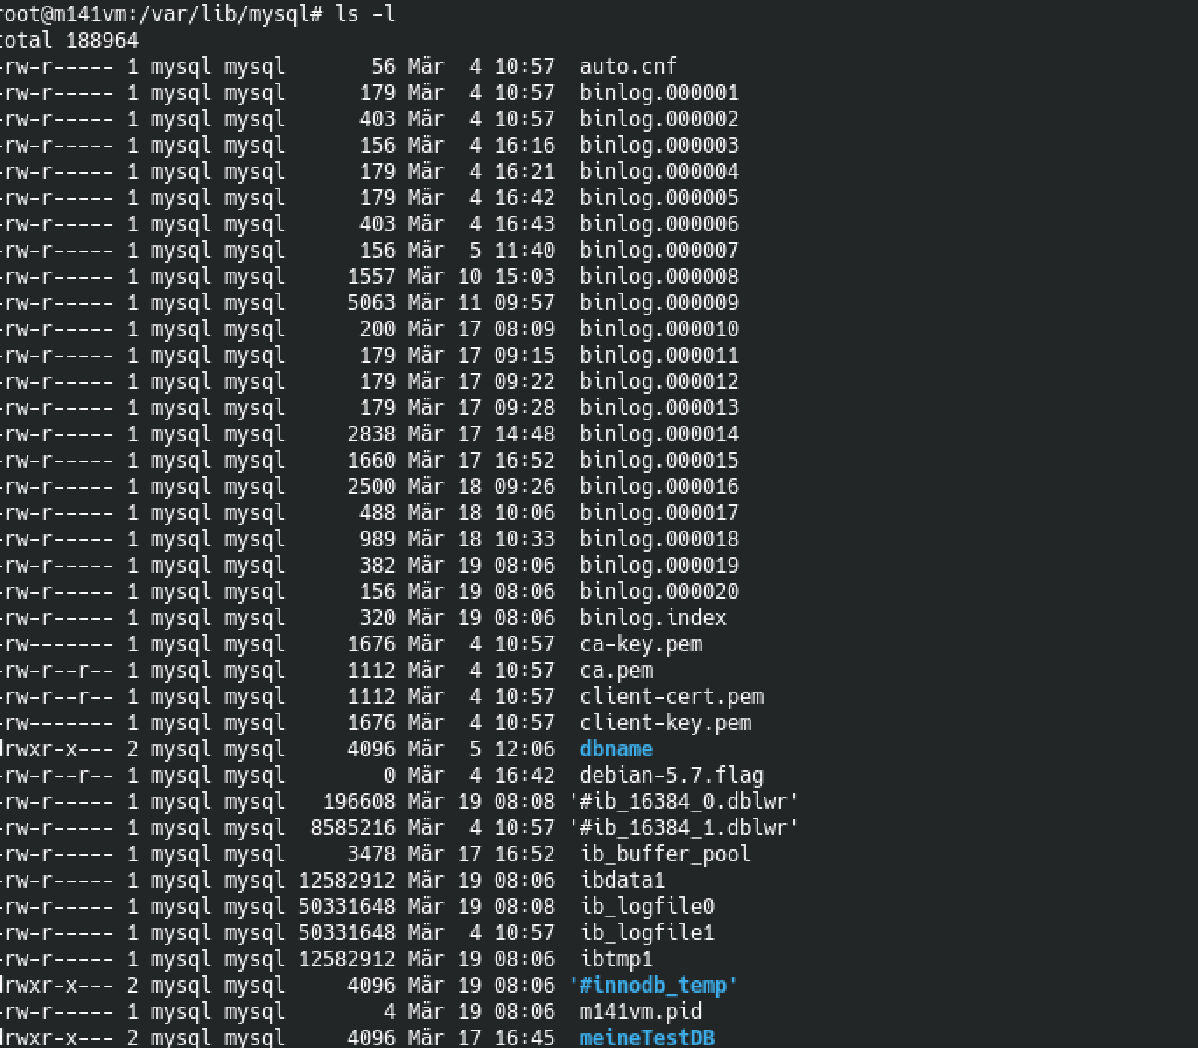 root@m141vm:/var/lib/mysql# ls -l
total 188964
-rw-r----- 1 mysql mysql       56 Mär  4 10:57  auto.cnf
-rw-r----- 1 mysql mysql      179 Mär  4 10:57  binlog.000001
-rw-r----- 1 mysql mysql      403 Mär  4 10:57  binlog.000002
-rw-r----- 1 mysql mysql      156 Mär  4 16:16  binlog.000003
-rw-r----- 1 mysql mysql      179 Mär  4 16:21  binlog.000004
-rw-r----- 1 mysql mysql      179 Mär  4 16:42  binlog.000005
-rw-r----- 1 mysql mysql      403 Mär  4 16:43  binlog.000006
-rw-r----- 1 mysql mysql      156 Mär  5 11:40  binlog.000007
-rw-r----- 1 mysql mysql     1557 Mär 10 15:03  binlog.000008
-rw-r----- 1 mysql mysql     5063 Mär 11 09:57  binlog.000009
-rw-r----- 1 mysql mysql      200 Mär 17 08:09  binlog.000010
-rw-r----- 1 mysql mysql      179 Mär 17 09:15  binlog.000011
-rw-r----- 1 mysql mysql      179 Mär 17 09:22  binlog.000012
-rw-r----- 1 mysql mysql      179 Mär 17 09:28  binlog.000013
-rw-r----- 1 mysql mysql     2838 Mär 17 14:48  binlog.000014
-rw-r----- 1 mysql mysql     1660 Mär 17 16:52  binlog.000015
-rw-r----- 1 mysql mysql     2500 Mär 18 09:26  binlog.000016
-rw-r----- 1 mysql mysql      488 Mär 18 10:06  binlog.000017
-rw-r----- 1 mysql mysql      989 Mär 18 10:33  binlog.000018
-rw-r----- 1 mysql mysql      382 Mär 19 08:06  binlog.000019
-rw-r----- 1 mysql mysql      156 Mär 19 08:06  binlog.000020
-rw-r----- 1 mysql mysql      320 Mär 19 08:06  binlog.index
-rw------- 1 mysql mysql     1676 Mär  4 10:57  ca-key.pem
-rw-r--r-- 1 mysql mysql     1112 Mär  4 10:57  ca.pem
-rw-r--r-- 1 mysql mysql     1112 Mär  4 10:57  client-cert.pem
-rw------- 1 mysql mysql     1676 Mär  4 10:57  client-key.pem
drwxr-x--- 2 mysql mysql     4096 Mär  5 12:06  dbname
-rw-r--r-- 1 mysql mysql        0 Mär  4 16:42  debian-5.7.flag
-rw-r----- 1 mysql mysql   196608 Mär 19 08:08 '#ib_16384_0.dblwr'
-rw-r----- 1 mysql mysql  8585216 Mär  4 10:57 '#ib_16384_1.dblwr'
-rw-r----- 1 mysql mysql     3478 Mär 17 16:52  ib_buffer_pool
-rw-r----- 1 mysql mysql 12582912 Mär 19 08:06  ibdata1
-rw-r----- 1 mysql mysql 50331648 Mär 19 08:08  ib_logfile0
-rw-r----- 1 mysql mysql 50331648 Mär  4 10:57  ib_logfile1
-rw-r----- 1 mysql mysql 12582912 Mär 19 08:06  ibtmp1
drwxr-x--- 2 mysql mysql     4096 Mär 19 08:06 '#innodb_temp'
-rw-r----- 1 mysql mysql        4 Mär 19 08:06  m141vm.pid
drwxr-x--- 2 mysql mysql     4096 Mär 17 16:45  meineTestDB